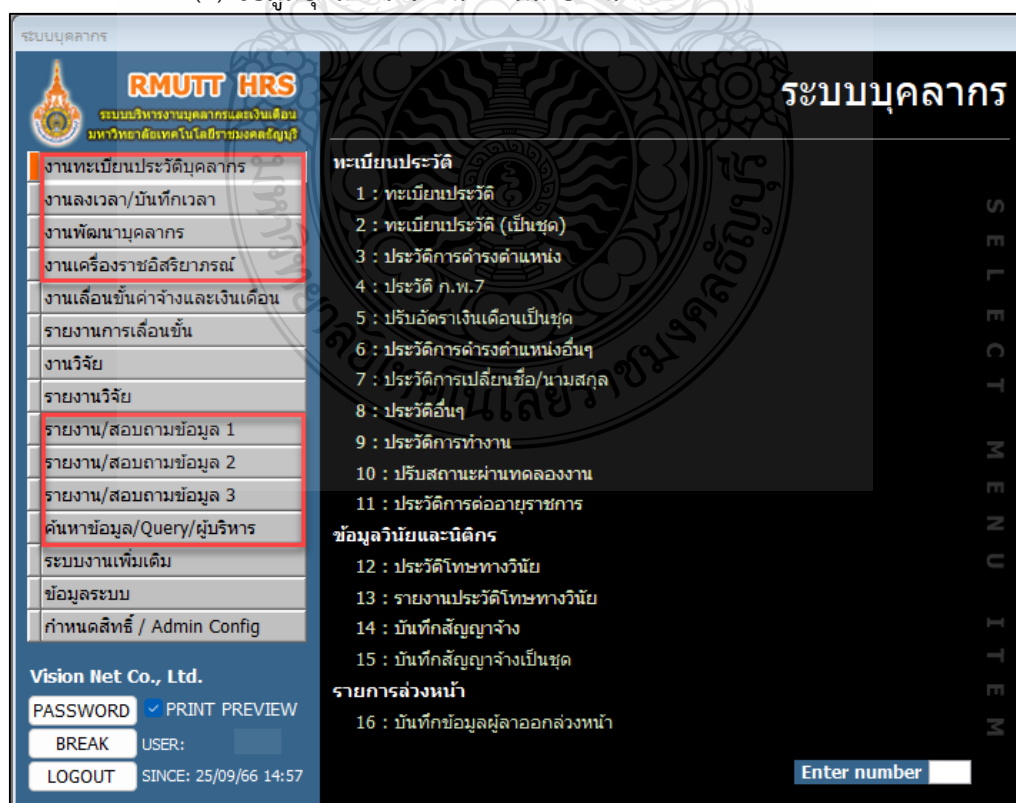 ระบบบุคลากร
RMUTT HRS
ระบบบริหารงานบุคลากรและเงินเดือน
มหาวิทยาลัยเทคโนโลยีราชมงคลธัญบุรี
ระบบบุคลากร
งานทะเบียนประวัติบุคลากร
งานลงเวลา/บันทึกเวลา
งานพัฒนาบุคลากร
งานเครื่องราชอิสริยาภรณ์
งานเลื่อนขั้นค่าจ้างและเงินเดือน
รายงานการเลื่อนขั้น
งานวิจัย
รายงานวิจัย
รายงาน/สอบถามข้อมูล 1
รายงาน/สอบถามข้อมูล 2
รายงาน/สอบถามข้อมูล 3
ค้นหาข้อมูล/Query/ผู้บริหาร
ระบบงานเพิ่มเติม
ข้อมูลระบบ
กำหนดสิทธิ์ / Admin Config
Vision Net Co., Ltd.
PASSWORD PRINT PREVIEW
BREAK USER:
LOGOUT SINCE: 25/09/66 14:57
ทะเบียนประวัติ
1 : ทะเบียนประวัติ
2 : ทะเบียนประวัติ (เป็นชุด)
3 : ประวัติการดำรงตำแหน่ง
4 : ประวัติ ก.พ.7
5 : ปรับอัตราเงินเดือนเป็นชุด
6 : ประวัติการดำรงตำแหน่งอื่นๆ
7 : ประวัติการเปลี่ยนชื่อ/นามสกุล
8 : ประวัติอื่นๆ
9 : ประวัติการทำงาน
10 : ปรับสถานะผ่านทดลองงาน
11 : ประวัติการต่ออายุราชการ
ข้อมูลวินัยและนิติกร
12 : ประวัติโทษทางวินัย
13 : รายงานประวัติโทษทางวินัย
14 : บันทึกสัญญาจ้าง
15 : บันทึกสัญญาจ้างเป็นชุด
รายการล่วงหน้า
16 : บันทึกข้อมูลผู้ลาออกล่วงหน้า
Enter number
SELECT MENU ITEM
มหาวิทยาลัยเทคโนโลยีราชมงคลธัญบุรี